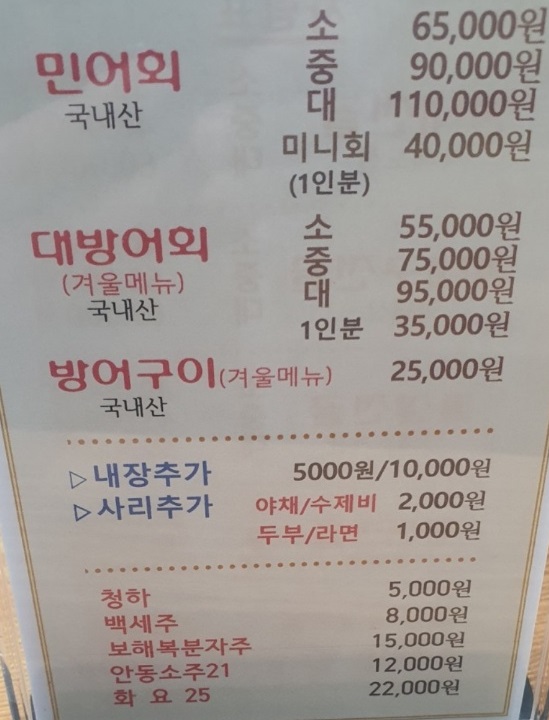 소 65,000원
민어회 중 90,000원
국내산 대 110,000원
미니회 40,000원
(1인분)
소 55,000원
대방어회 중 75,000원
(겨울메뉴) 대 95,000원
국내산 1인분 35,000원
방어구이(겨울메뉴) 25,000원
국내산
▷내장추가 5000원/10,000원
▷사리추가 야채/수제비 2,000원
두부/라면 1,000원
청하 5,000원
백세주 8,000원
보해복분자주 15,000원
안동소주21 12,000원
화 요 25 22,000원